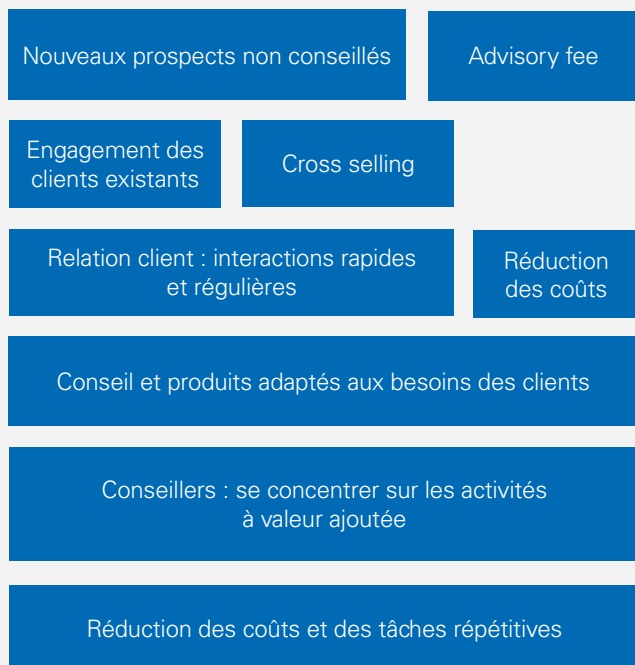 Nouveaux prospects non conseillés
Advisory fee
Engagement des
clients existants
Cross selling
Relation client : interactions rapides
et régulières
Réduction
des coûts
Conseil et produits adaptés aux besoins des clients
Conseillers : se concentrer sur les activités
à valeur ajoutée
Réduction des coûts et des tâches répétitives